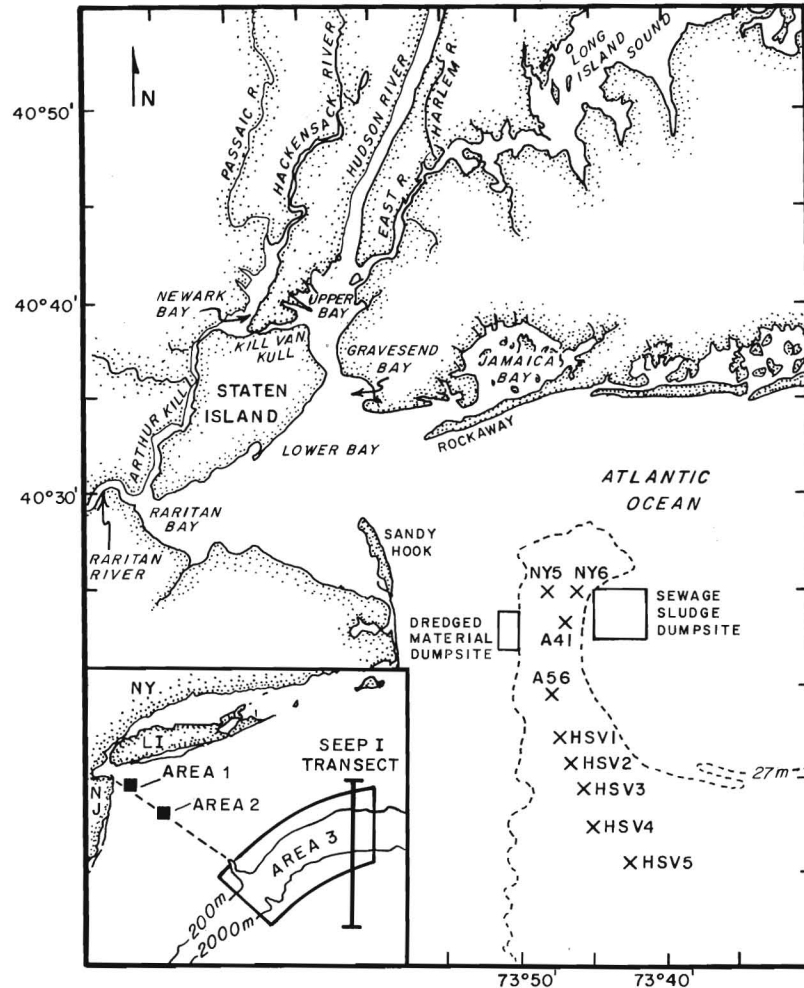 40°50'
40°40'
40°30'
N
PASSAIC R.
HACKENSACK RIVER
HUDSON RIVER
HARLEM R.
EAST R.
LONG
ISLAND
SOUND
NEWARK
BAY
UPPER
BAY
KILL VAN
KULL
GRAVESEND
BAY
JAMAICA
BAY
STATEN
ISLAND
ARTHUR KILL
LOWER BAY
ROCKAWAY
RARITAN
BAY
RARITAN
RIVER
SANDY
HOOK
ATLANTIC
OCEAN
NY5
NY6
A41
DREDGED
MATERIAL
DUMPSITE
SEWAGE
SLUDGE
DUMPSITE
A56
HSV1
HSV2
HSV3
HSV4
HSV5
27m
NY.
LI
NJ
AREA 1
AREA 2
AREA 3
SEEP I
TRANSECT
200m
2000m
73°50'
73°40'